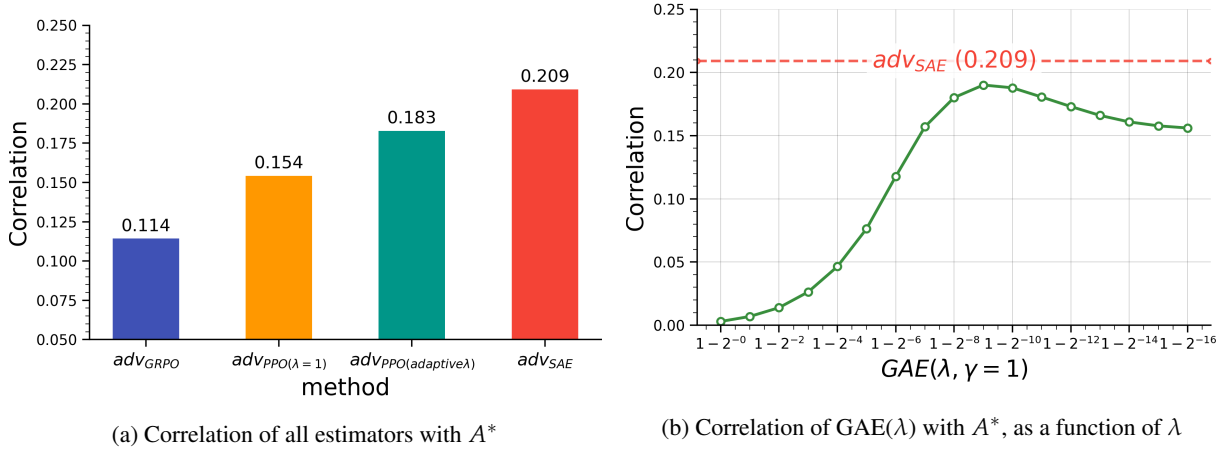 0.250
0.225
0.200
0.175
0.150
0.125
0.100
0.075
0.050
Correlation
0.114
0.154
0.183
0.209
adv_GRPO
adv_PPO(λ=1)
adv_PPO(adaptiveλ)
adv_SAE
method
(a) Correlation of all estimators with A*
0.25
0.20
0.15
0.10
0.05
0.00
Correlation
adv_SAE (0.209)
1 − 2^−0
1 − 2^−2
1 − 2^−4
1 − 2^−6
1 − 2^−8
1 − 2^−10
1 − 2^−12
1 − 2^−14
1 − 2^−16
GAE(λ, γ = 1)
(b) Correlation of GAE(λ) with A*, as a function of λ